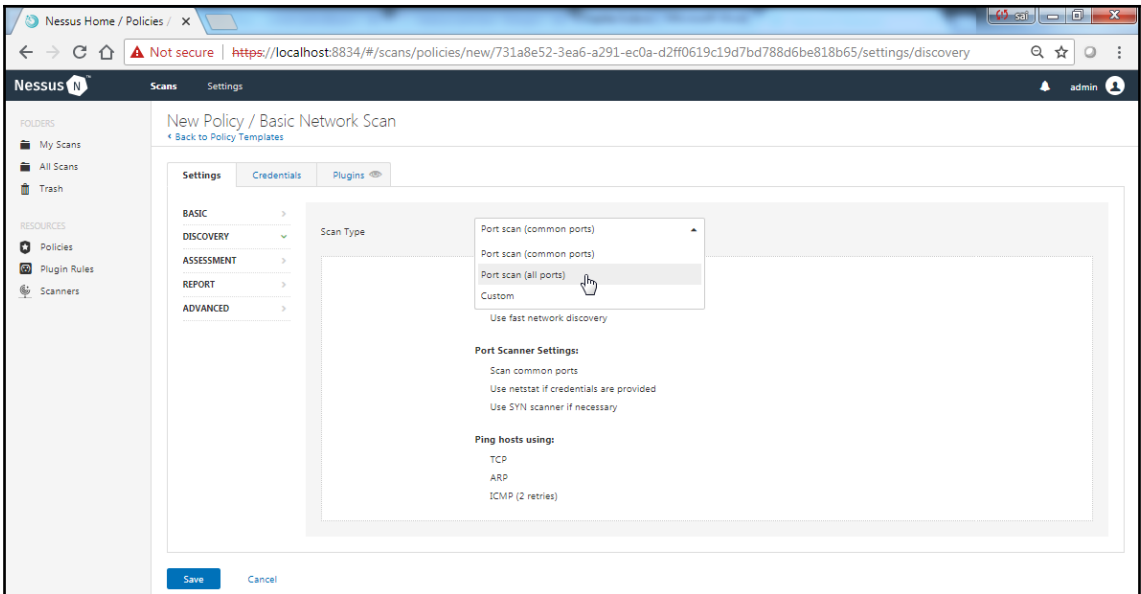 Nessus Home / Policies /
saf
Not secure | https://localhost:8834/#/scans/policies/new/731a8e52-3ea6-a291-ec0a-d2ff0619c19d7bd788d6be818b65/settings/discovery
Nessus N Scans Settings admin
FOLDERS
My Scans
All Scans
Trash
RESOURCES
Policies
Plugin Rules
Scanners
New Policy / Basic Network Scan
Back to Policy Templates
Settings Credentials Plugins
BASIC
DISCOVERY
ASSESSMENT
REPORT
ADVANCED
Scan Type Port scan (common ports)
Port scan (common ports)
Port scan (all ports)
Custom
Use fast network discovery
Port Scanner Settings:
Scan common ports
Use netstat if credentials are provided
Use SYN scanner if necessary
Ping hosts using:
TCP
ARP
ICMP (2 retries)
Save Cancel